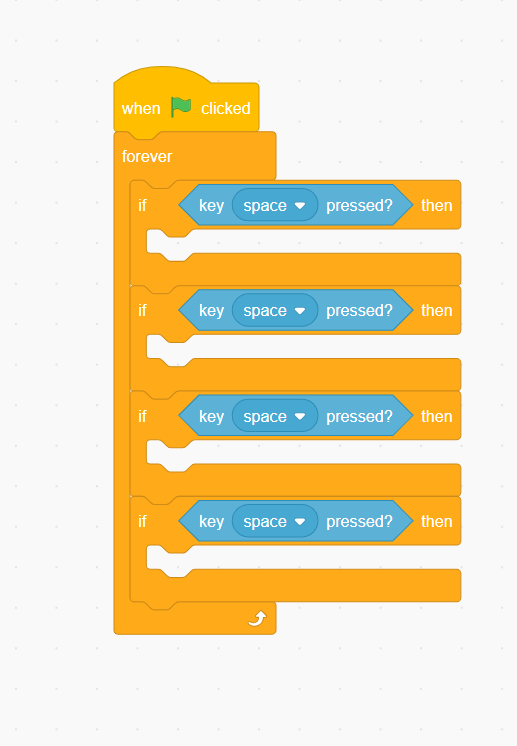 when clicked
forever
if key space pressed? then
if key space pressed? then
if key space pressed? then
if key space pressed? then